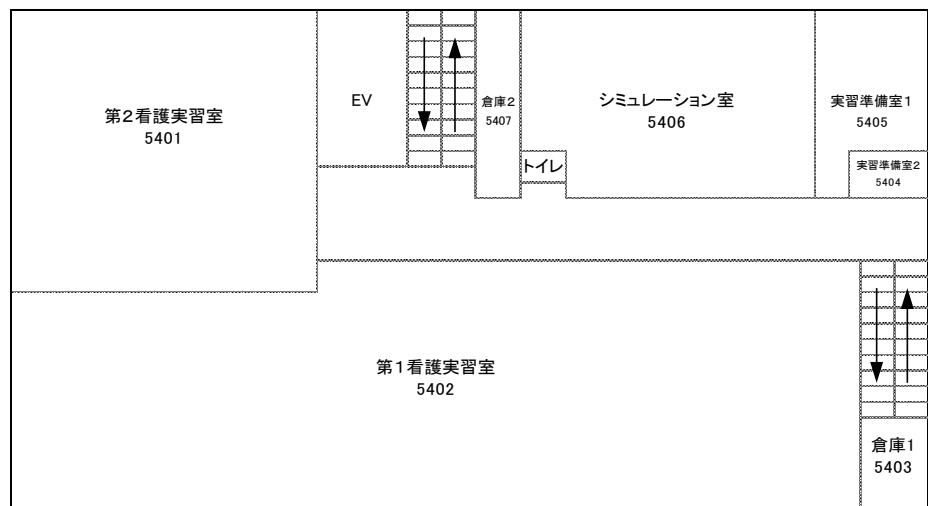 第2看護実習室
5401
EV
倉庫2
5407
トイレ
シミュレーション室
5406
実習準備室1
5405
実習準備室2
5404
第1看護実習室
5402
倉庫1
5403